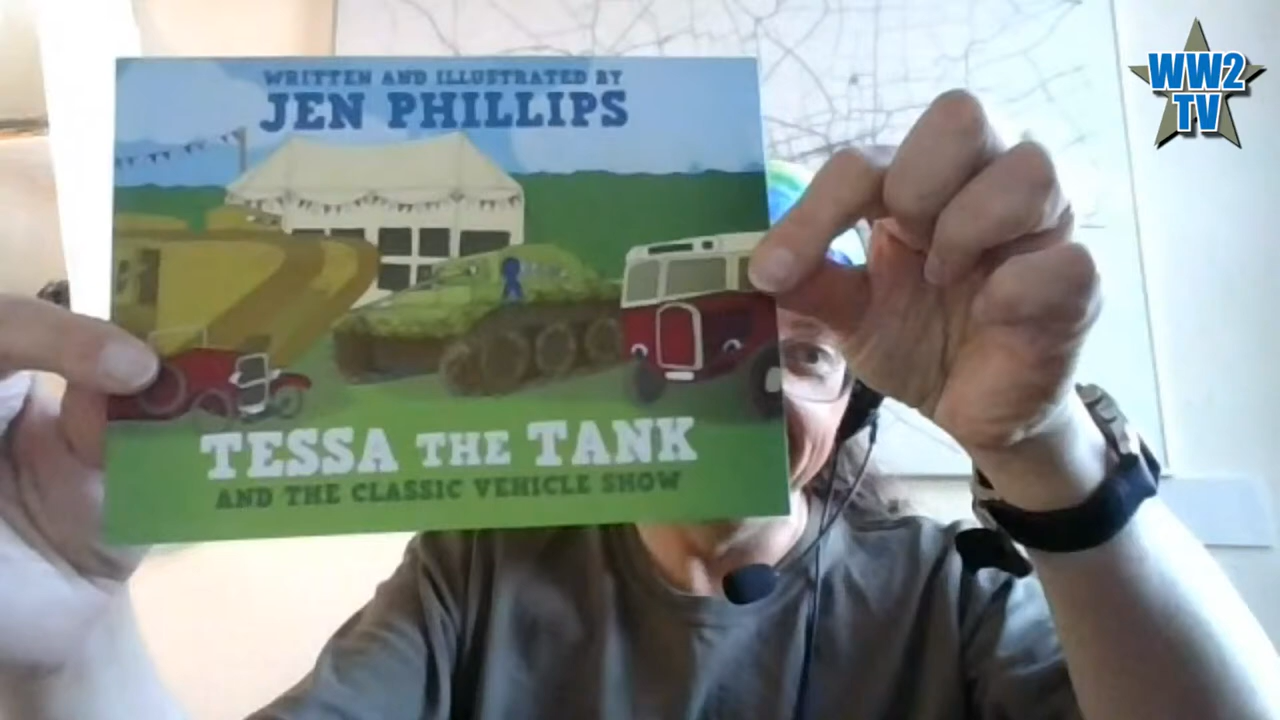 WRITTEN AND ILLUSTRATED BY
JEN PHILLIPS
TESSA THE TANK
AND THE CLASSIC VEHICLE SHOW
WW2
TV